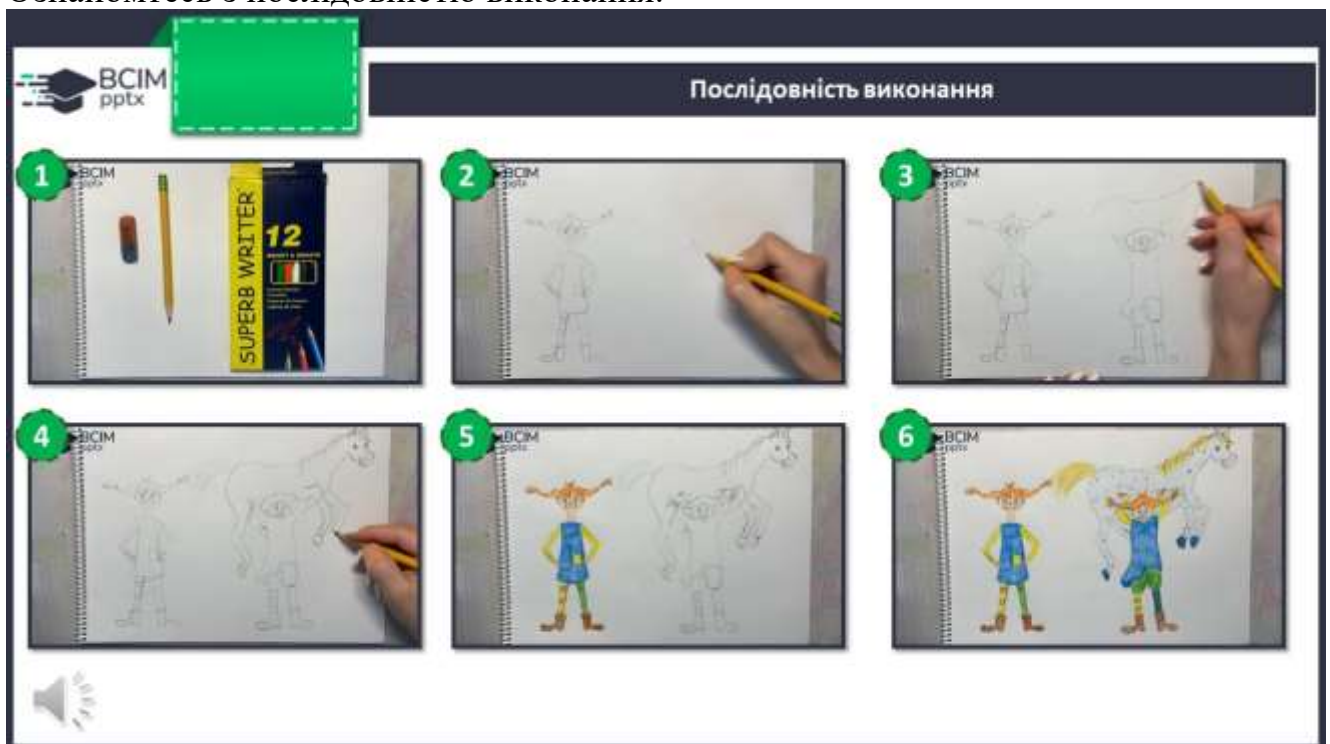 Ознайомтесь з послідовністю виконання.
ВСІМ
pptx
Послідовність виконання
1
ВСІМ
pptx
SUPERB WRITER
12
2
ВСІМ
pptx
3
ВСІМ
pptx
4
ВСІМ
pptx
5
ВСІМ
pptx
6
ВСІМ
pptx